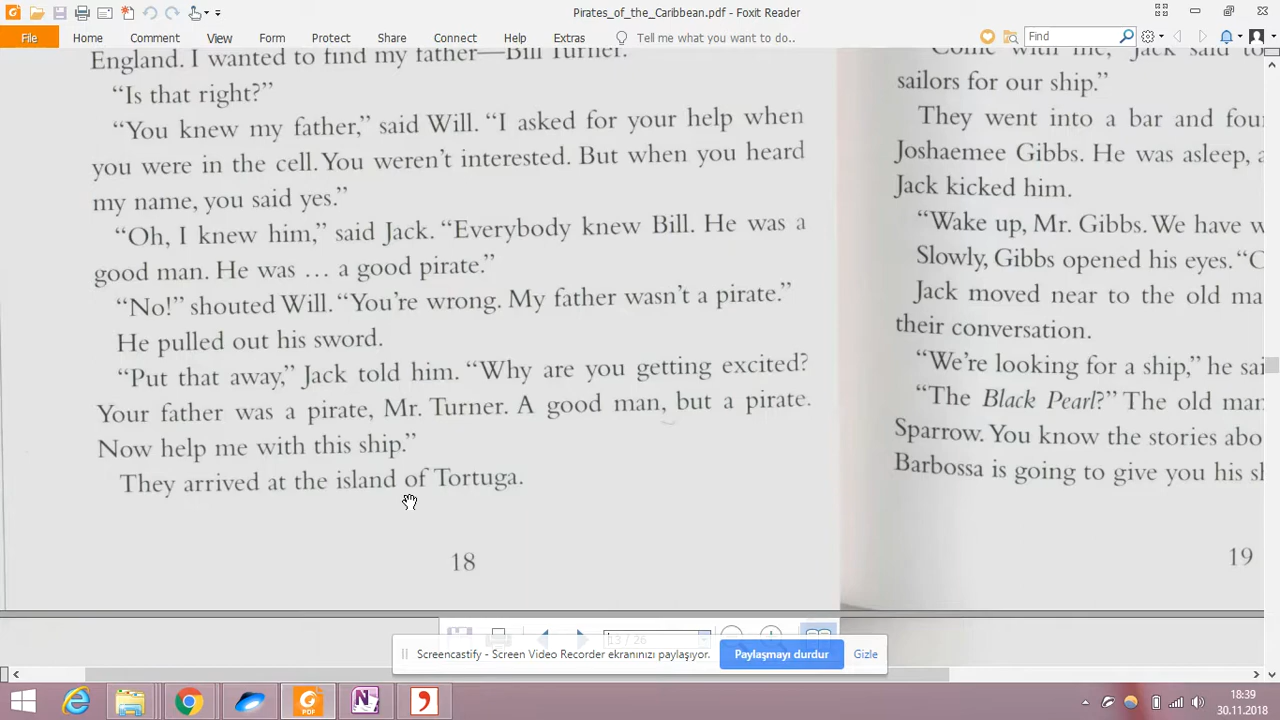 Pirates_of_the_Caribbean.pdf - Foxit Reader
File Home Comment View Form Protect Share Connect Help Extras Tell me what you want to do.. Find
England. I wanted to find my father—Bill Turner.
“Is that right?”
“You knew my father,” said Will. “I asked for your help when
you were in the cell. You weren’t interested. But when you heard
my name, you said yes.”
“Oh, I knew him,” said Jack. “Everybody knew Bill. He was a
good man. He was … a good pirate.”
“No!” shouted Will. “You’re wrong. My father wasn’t a pirate.”
He pulled out his sword.
“Put that away,” Jack told him. “Why are you getting excited?
Your father was a pirate, Mr. Turner. A good man, but a pirate.
Now help me with this ship.”
They arrived at the island of Tortuga.
18
“Come with me,” Jack said to
sailors for our ship.”
They went into a bar and
Joshaemee Gibbs. He was asleep,
Jack kicked him.
“Wake up, Mr. Gibbs. We have
Slowly, Gibbs opened his eyes.
Jack moved near to the old
their conversation.
“We’re looking for a ship,” he
“The Black Pearl?” The old
Sparrow. You know the stories
Barbossa is going to give you his
19
13 / 26
Screencastify - Screen Video Recorder ekranınızı paylaşıyor. Paylaşmayı durdur Gizle
18:39
30.11.2018